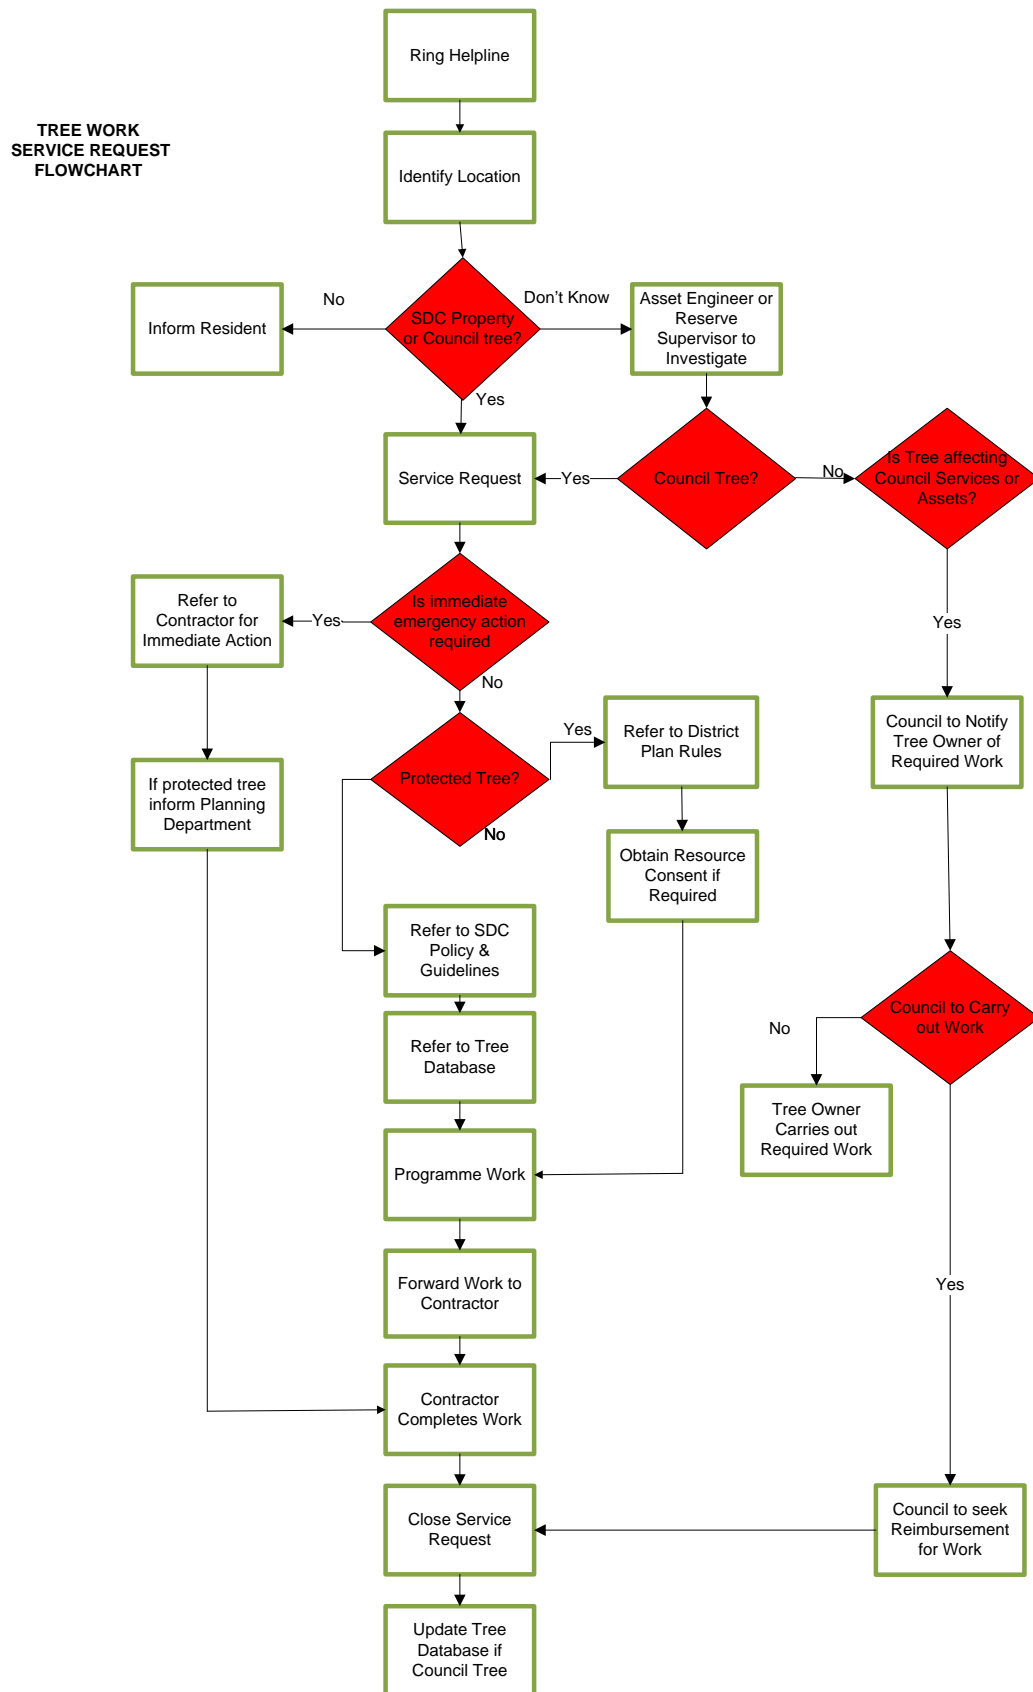 Ring Helpline
TREE WORK
SERVICE REQUEST
FLOWCHART
Identify Location
No
Inform Resident
SDC Property
or Council tree?
Don't Know
Asset Engineer or
Reserve
Supervisor to
Investigate
Yes
Service Request
Yes
Council Tree?
No
Is Tree affecting
Council Services or
Assets?
Refer to
Contractor for
Immediate Action
Yes
Is immediate
emergency action
required
Yes
No
If protected tree
inform Planning
Department
Protected Tree?
Yes
No
Refer to District
Plan Rules
Council to Notify
Tree Owner of
Required Work
Obtain Resource
Consent if
Required
Refer to SDC
Policy &
Guidelines
Refer to Tree
Database
No
Council to Carry
out Work
Tree Owner
Carries out
Required Work
Programme Work
Forward Work to
Contractor
Yes
Contractor
Completes Work
Close Service
Request
Council to seek
Reimbursement
for Work
Update Tree
Database if
Council Tree